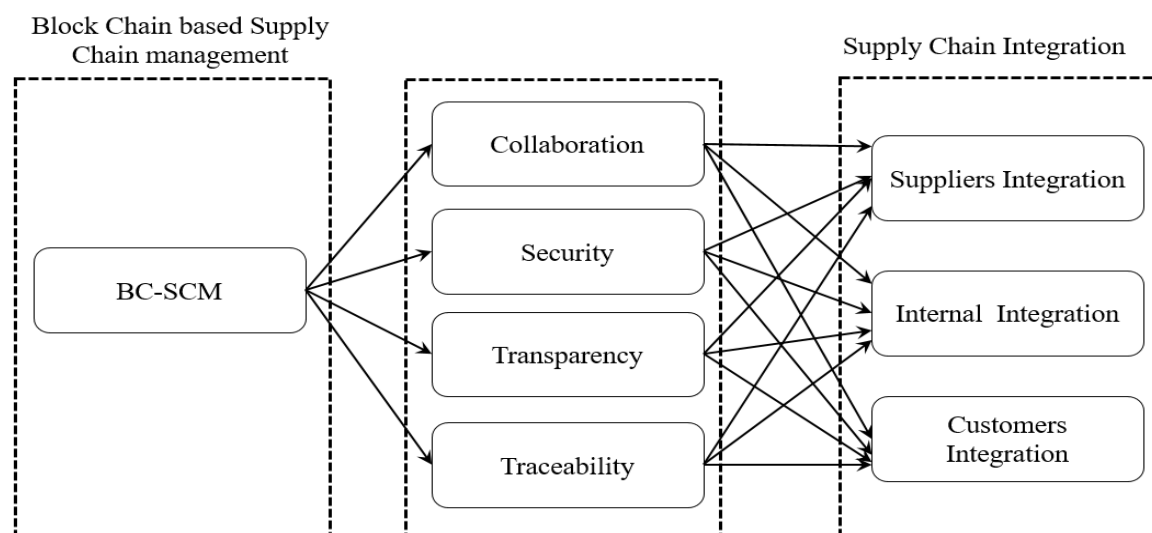 Block Chain based Supply
Chain management
Supply Chain Integration
BC-SCM
Collaboration
Security
Transparency
Traceability
Suppliers Integration
Internal Integration
Customers
Integration